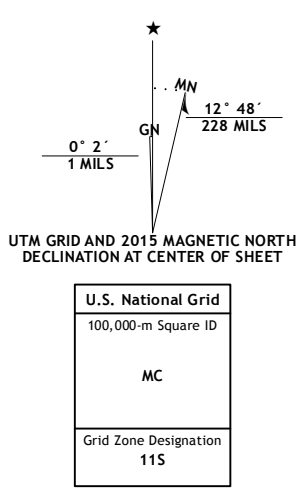 MN
12° 48´
228 MILS
GN
0° 2´
1 MILS
UTM GRID AND 2015 MAGNETIC NORTH
DECLINATION AT CENTER OF SHEET
U.S. National Grid
100,000-m Square ID
MC
Grid Zone Designation
11S